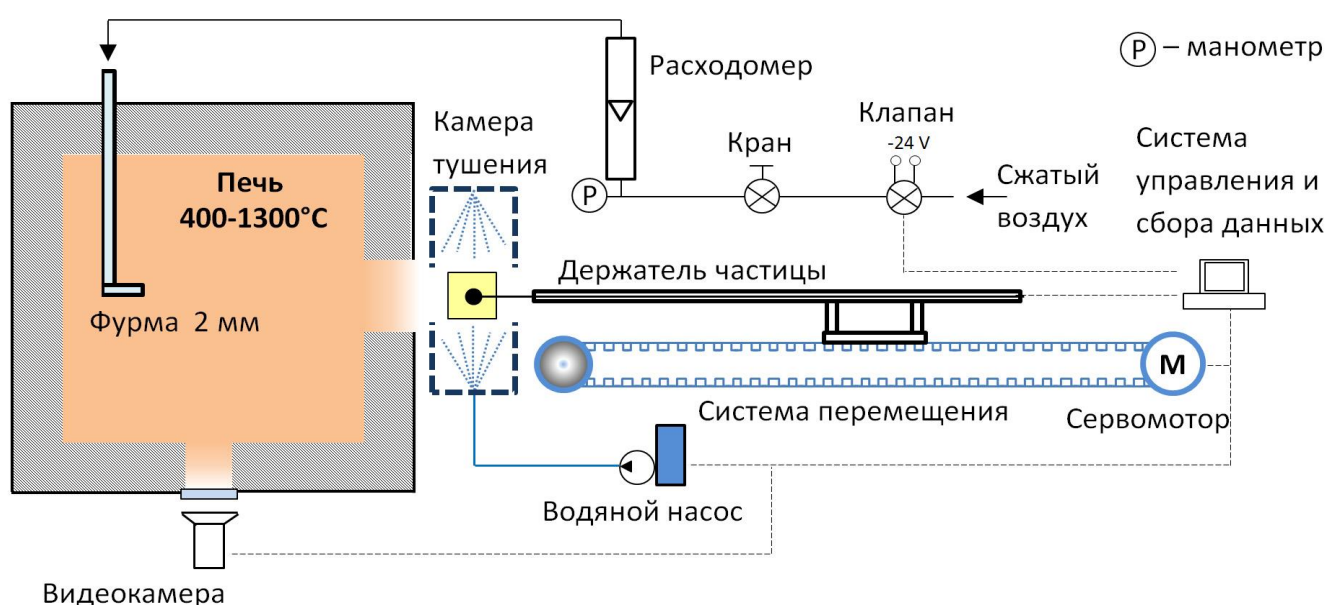 Расходомер
Ⓟ – манометр
Камера
тушения
Клапан
-24 V
Кран
Система
управления и
сбора данных
Печь
400-1300°C
P
Сжатый
воздух
Держатель частицы
Фурма 2 мм
M
Система перемещения
Сервомотор
Водяной насос
Видеокамера